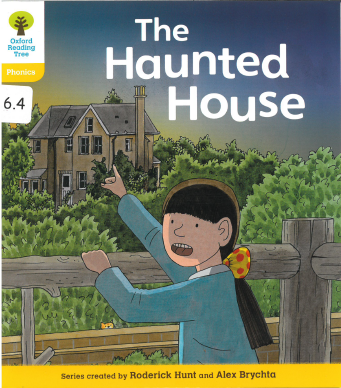 Oxford
Reading
Tree
Phonics
6.4
The
Haunted
House
Series created by Roderick Hunt and Alex Brychta